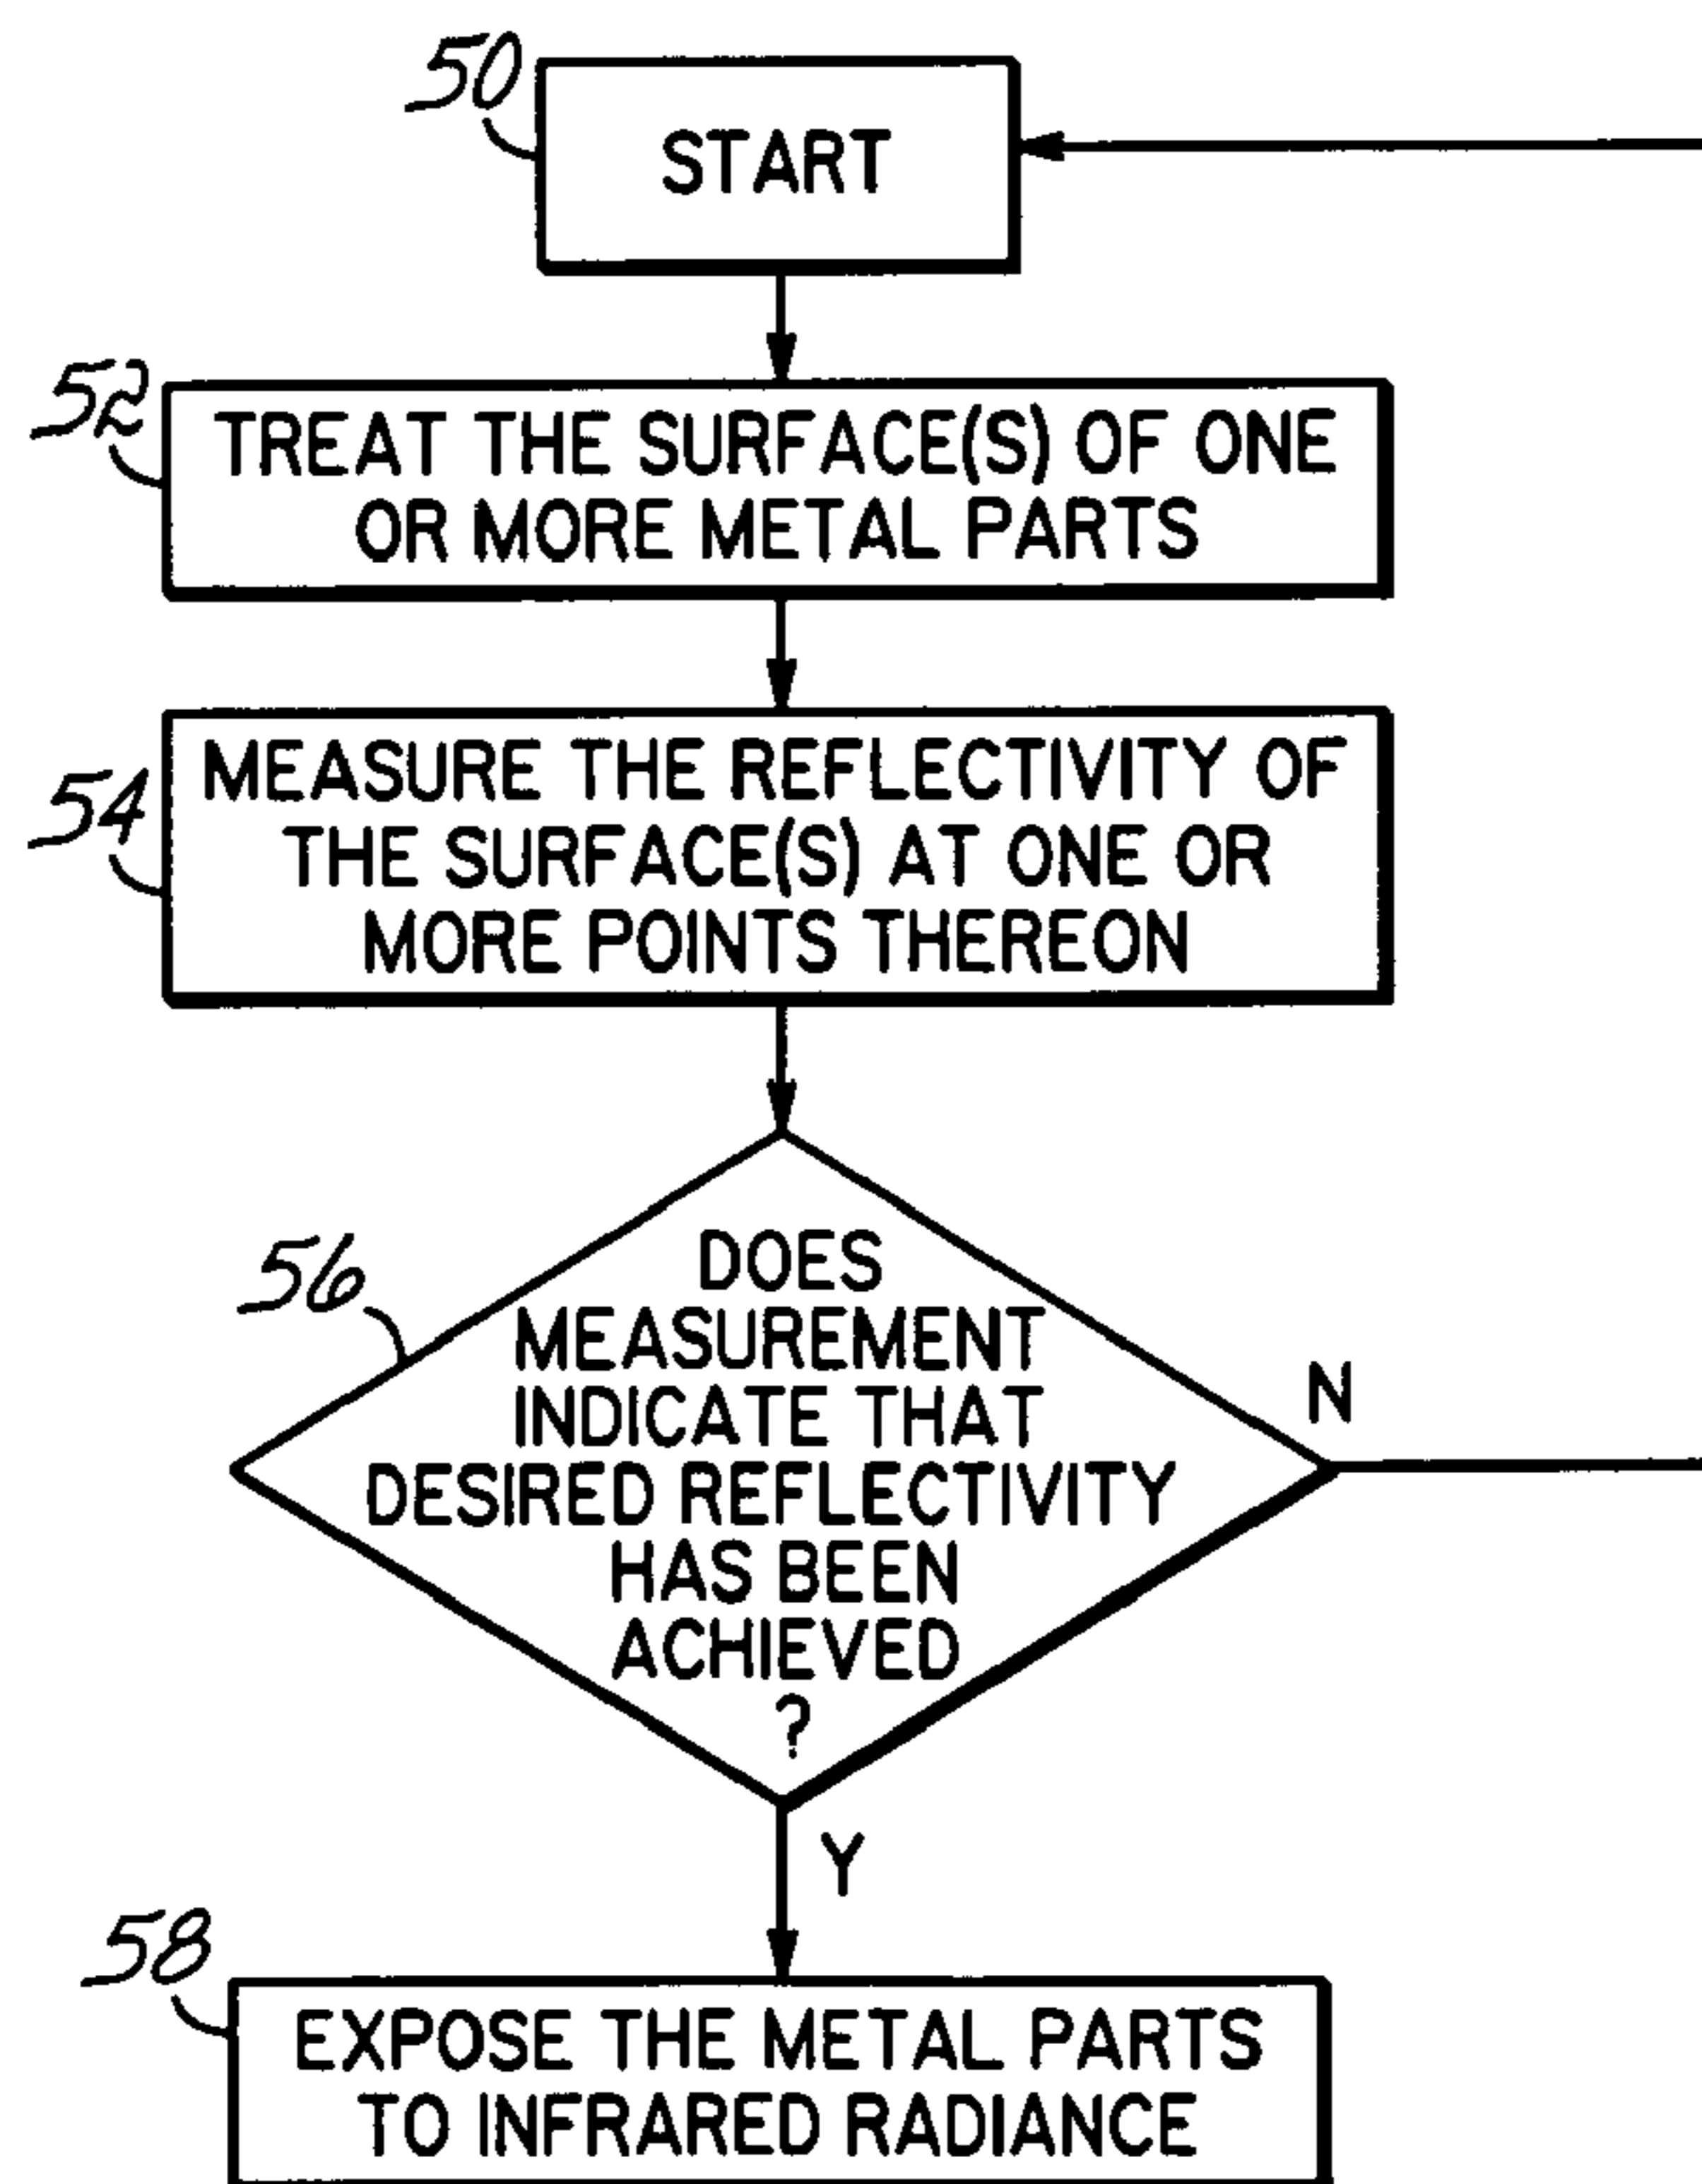 50
START
52
TREAT THE SURFACE(S) OF ONE
OR MORE METAL PARTS
54
MEASURE THE REFLECTIVITY OF
THE SURFACE(S) AT ONE OR
MORE POINTS THEREON
56
DOES
MEASUREMENT
INDICATE THAT
DESIRED REFLECTIVITY
HAS BEEN
ACHIEVED
?
N
Y
58
EXPOSE THE METAL PARTS
TO INFRARED RADIANCE